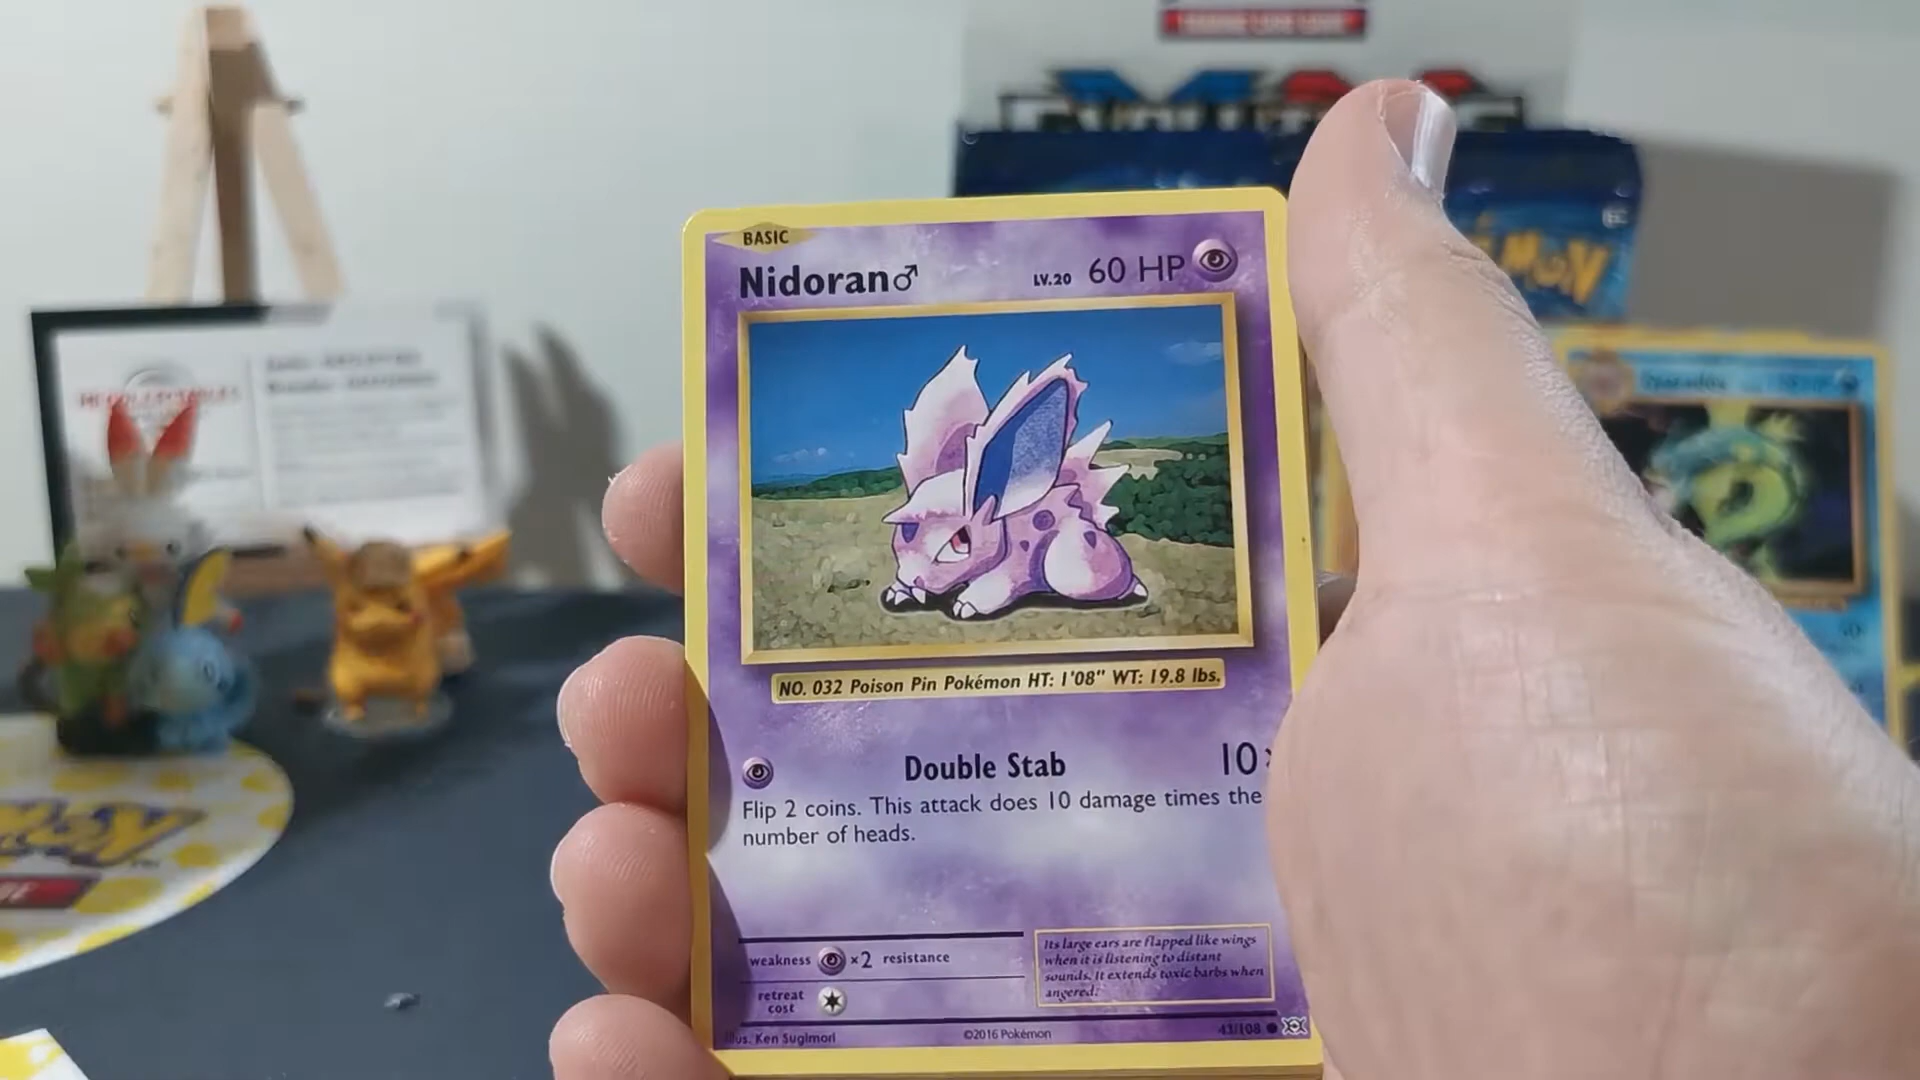 BASIC
Nidoran♂ LV.20 60 HP
NO. 032 Poison Pin Pokémon HT: 1'08" WT: 19.8 lbs.
Double Stab 10
Flip 2 coins. This attack does 10 damage times the
number of heads.
weakness ×2 resistance
retreat
cost
Its large ears are flapped like wings
when it is listening to distant
sounds. It extends toxic barbs when
angered.
Illus. Ken Sugimori ©2016 Pokémon 43/108